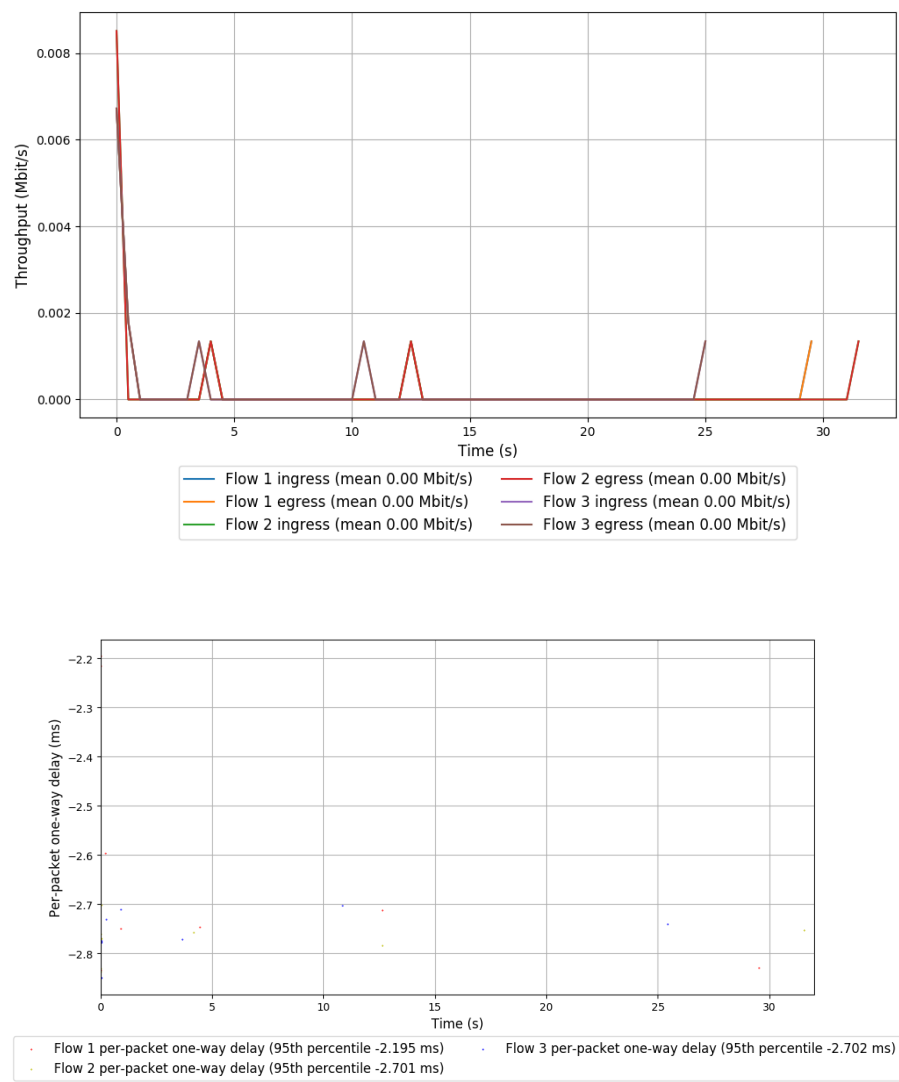 0.008
0.006
0.004
0.002
0.000
Throughput (Mbit/s)
0 5 10 15 20 25 30
Time (s)
Flow 1 ingress (mean 0.00 Mbit/s) Flow 2 egress (mean 0.00 Mbit/s)
Flow 1 egress (mean 0.00 Mbit/s) Flow 3 ingress (mean 0.00 Mbit/s)
Flow 2 ingress (mean 0.00 Mbit/s) Flow 3 egress (mean 0.00 Mbit/s)
−2.2
−2.3
−2.4
−2.5
−2.6
−2.7
−2.8
Per-packet one-way delay (ms)
0 5 10 15 20 25 30
Time (s)
Flow 1 per-packet one-way delay (95th percentile -2.195 ms) Flow 3 per-packet one-way delay (95th percentile -2.702 ms)
Flow 2 per-packet one-way delay (95th percentile -2.701 ms)